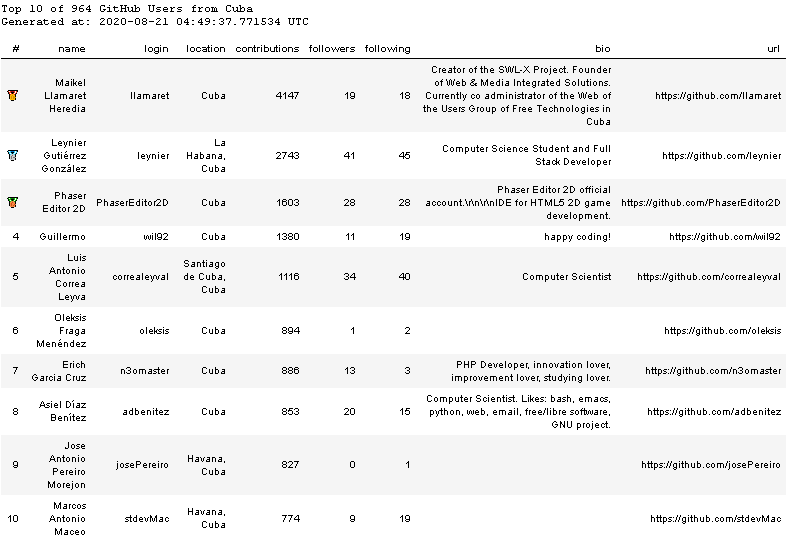 Top 10 of 964 GitHub Users from Cuba
Generated at: 2020-08-21 04:49:37.771534 UTC
# name login location contributions followers following bio url
Maikel
Llamaret
Heredia
llamaret
Cuba
4147
19
18
Creator of the SWL-X Project. Founder
of Web & Media Integrated Solutions.
Currently co administrator of the Web of
the Users Group of Free Technologies in
Cuba
https://github.com/llamaret
Leynier
Gutiérrez
González
leynier
La
Habana,
Cuba
2743
41
45
Computer Science Student and Full
Stack Developer
https://github.com/leynier
Phaser
Editor 2D
PhaserEditor2D
Cuba
1603
28
28
Phaser Editor 2D official
account.\r\n\r\nIDE for HTML5 2D game
development.
https://github.com/PhaserEditor2D
4
Guillermo
wil92
Cuba
1380
11
19
happy coding!
https://github.com/wil92
5
Luis
Antonio
Correa
Leyva
correaleyval
Santiago
de Cuba,
Cuba
1116
34
40
Computer Scientist
https://github.com/correaleyval
6
Oleksis
Fraga
Menéndez
oleksis
Cuba
894
1
2
https://github.com/oleksis
7
Erich
Garcia Cruz
n3omaster
Cuba
886
13
3
PHP Developer, innovation lover,
improvement lover, studying lover.
https://github.com/n3omaster
8
Asiel Díaz
Benítez
adbenitez
Cuba
853
20
15
Computer Scientist. Likes: bash, emacs,
python, web, email, free/libre software,
GNU project.
https://github.com/adbenitez
9
Jose
Antonio
Pereiro
Morejon
josePereiro
Havana,
Cuba
827
0
1
https://github.com/josePereiro
10
Marcos
Antonio
Maceo
stdevMac
Havana,
Cuba
774
9
19
https://github.com/stdevMac